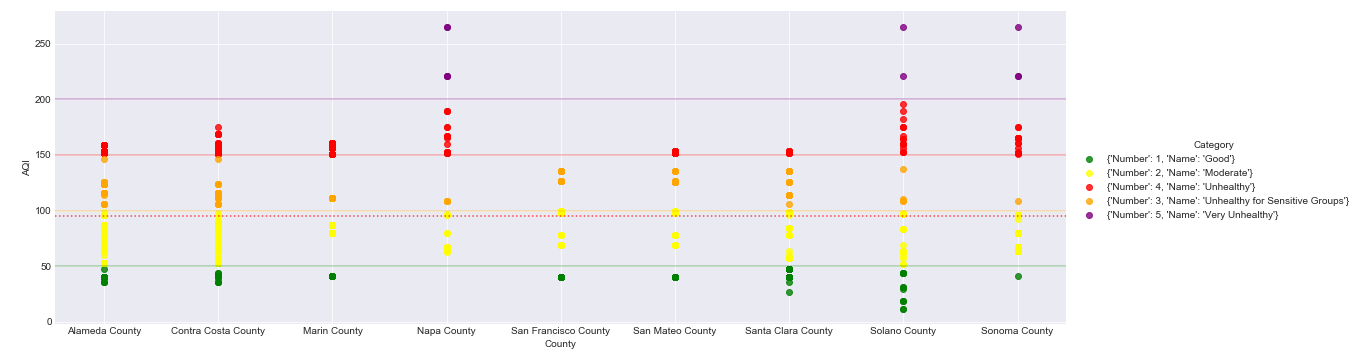 250
200
150
100
50
0
AQI
Alameda County
Contra Costa County
Marin County
Napa County
San Francisco County
San Mateo County
Santa Clara County
Solano County
Sonoma County
County
Category
{'Number': 1, 'Name': 'Good'}
{'Number': 2, 'Name': 'Moderate'}
{'Number': 4, 'Name': 'Unhealthy'}
{'Number': 3, 'Name': 'Unhealthy for Sensitive Groups'}
{'Number': 5, 'Name': 'Very Unhealthy'}